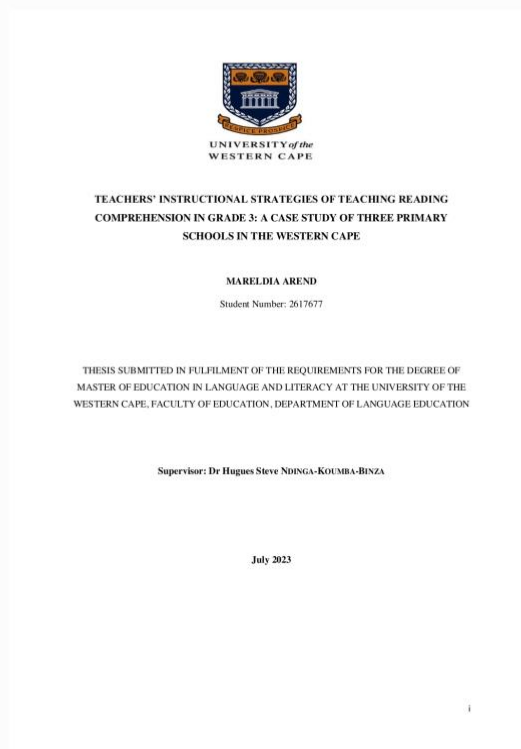 RESPICE PROSPICE
UNIVERSITY of the
WESTERN CAPE
TEACHERS' INSTRUCTIONAL STRATEGIES OF TEACHING READING
COMPREHENSION IN GRADE 3: A CASE STUDY OF THREE PRIMARY
SCHOOLS IN THE WESTERN CAPE
MARELDIA AREND
Student Number: 2617677
THESIS SUBMITTED IN FULFILMENT OF THE REQUIREMENTS FOR THE DEGREE OF
MASTER OF EDUCATION IN LANGUAGE AND LITERACY AT THE UNIVERSITY OF THE
WESTERN CAPE, FACULTY OF EDUCATION, DEPARTMENT OF LANGUAGE EDUCATION
Supervisor: Dr Hugues Steve NDINGA-KOUMBA-BINZA
July 2023
i